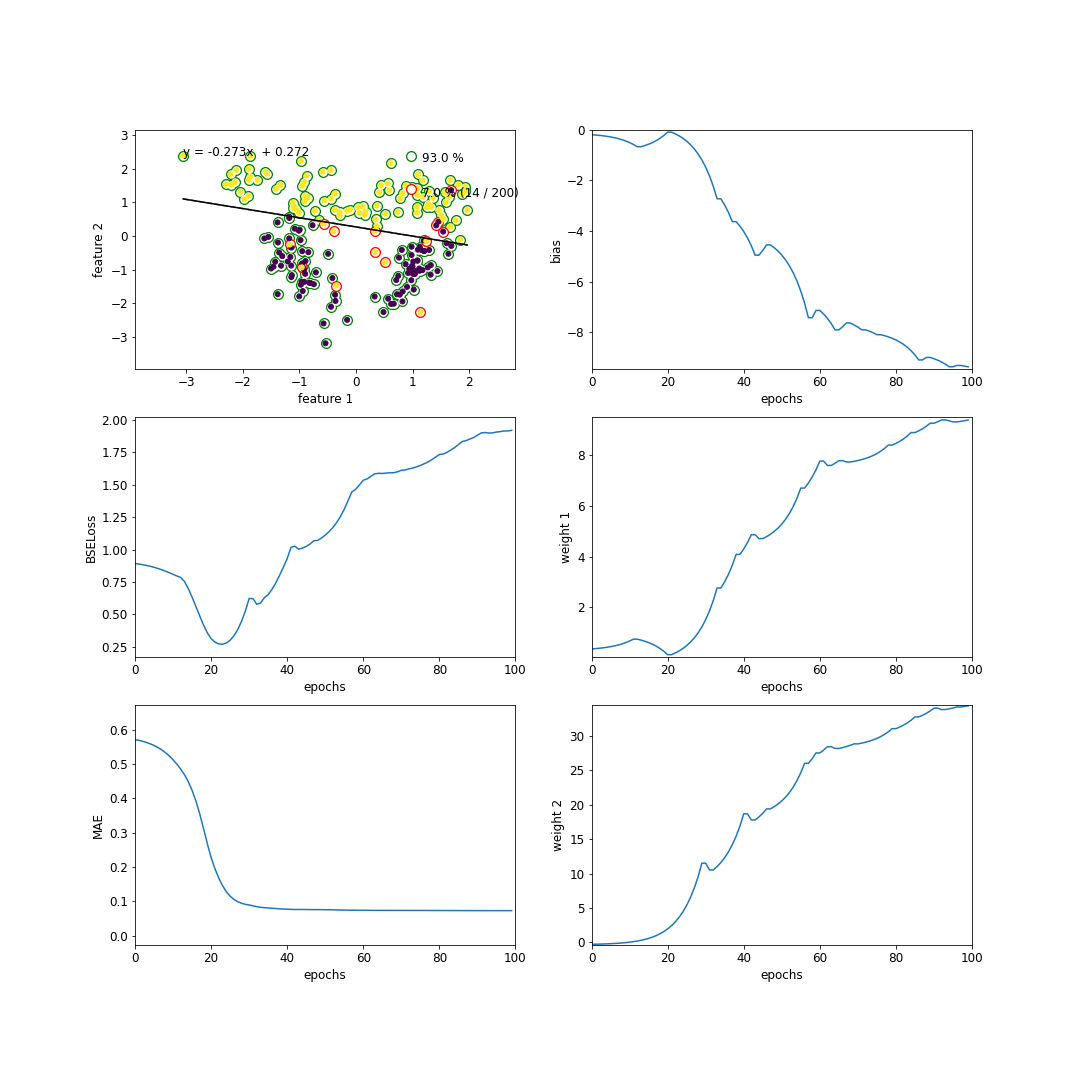 y = -0.273x + 0.272
93.0 %
7.0 % (14 / 200)
3
2
1
0
−1
−2
−3
feature 2
−3 −2 −1 0 1 2
feature 1
0
−2
−4
−6
−8
bias
0 20 40 60 80 100
epochs
2.00
1.75
1.50
1.25
1.00
0.75
0.50
0.25
BSELoss
0 20 40 60 80 100
epochs
8
6
4
2
weight 1
0 20 40 60 80 100
epochs
0.6
0.5
0.4
0.3
0.2
0.1
0.0
MAE
0 20 40 60 80 100
epochs
30
25
20
15
10
5
0
weight 2
0 20 40 60 80 100
epochs